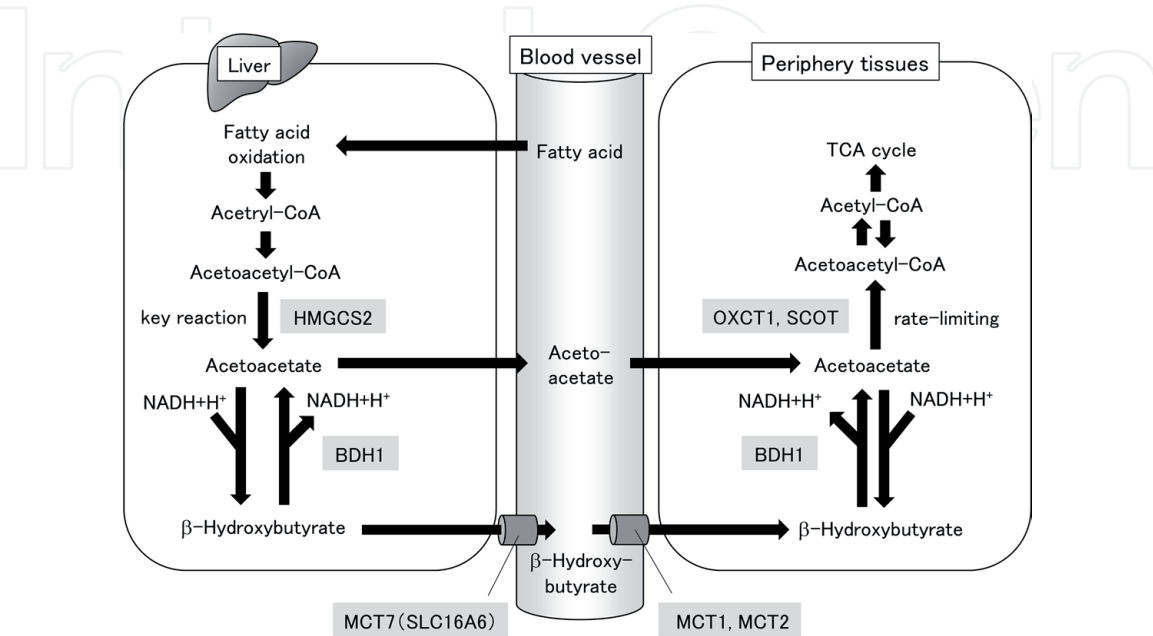 Liver
Blood vessel
Periphery tissues
Fatty acid
oxidation
Acetryl-CoA
Acetoacetyl-CoA
key reaction
HMGCS2
Acetoacetate
NADH+H⁺
NADH+H⁺
BDH1
β-Hydroxybutyrate
MCT7(SLC16A6)
Fatty acid
Aceto-
acetate
β-Hydroxy-
butyrate
MCT1, MCT2
TCA cycle
Acetyl-CoA
Acetoacetyl-CoA
OXCT1, SCOT
rate-limiting
Acetoacetate
NADH+H⁺
NADH+H⁺
BDH1
β-Hydroxybutyrate